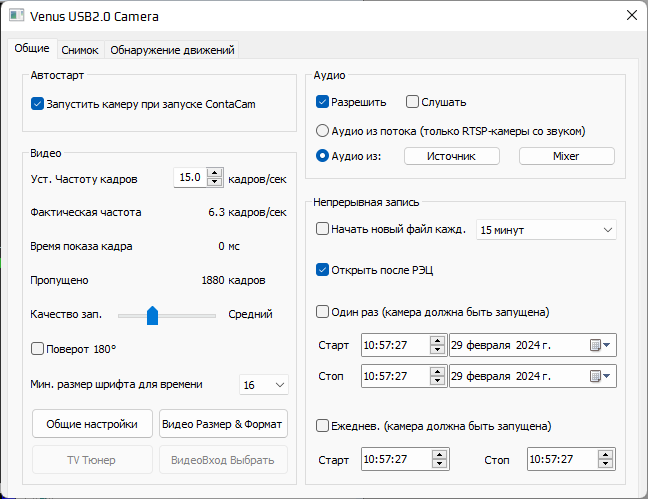 Venus USB2.0 Camera
Общие Снимок Обнаружение движений
Автостарт
Запустить камеру при запуске ContaCam
Видео
Уст. Частоту кадров 15.0 кадров/сек
Фактическая частота 6.3 кадров/сек
Время показа кадра 0 мс
Пропущено 1880 кадров
Качество зап. Средний
Поверот 180°
Мин. размер шрифта для времени 16
Общие настройки Видео Размер & Формат
TV Тюнер ВидеоВход Выбрать
Аудио
Разрешить Слушать
Аудио из потока (только RTSP-камеры со звуком)
Аудио из: Источник Mixer
Непрерывная запись
Начать новый файл кажд. 15 минут
Открыть после РЭЦ
Один раз (камера должна быть запущена)
Старт 10:57:27 29 февраля 2024 г.
Стоп 10:57:27 29 февраля 2024 г.
Ежеднев. (камера должна быть запущена)
Старт 10:57:27 Стоп 10:57:27